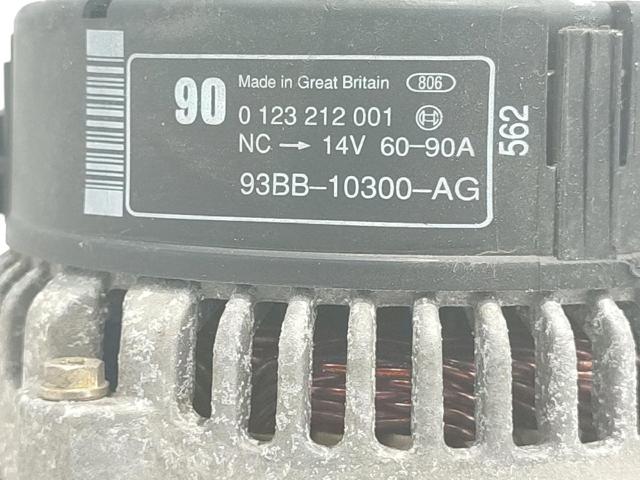 90
Made in Great Britain 806
0 123 212 001
NC → 14V 60-90A
93BB-10300-AG
562